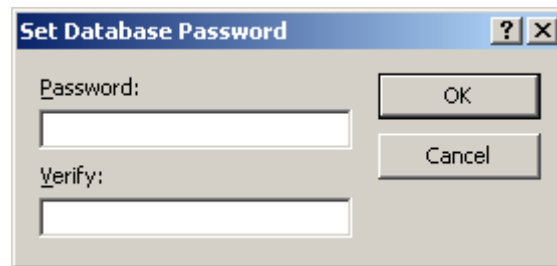 Set Database Password
? X
Password:
OK
Cancel
Verify: